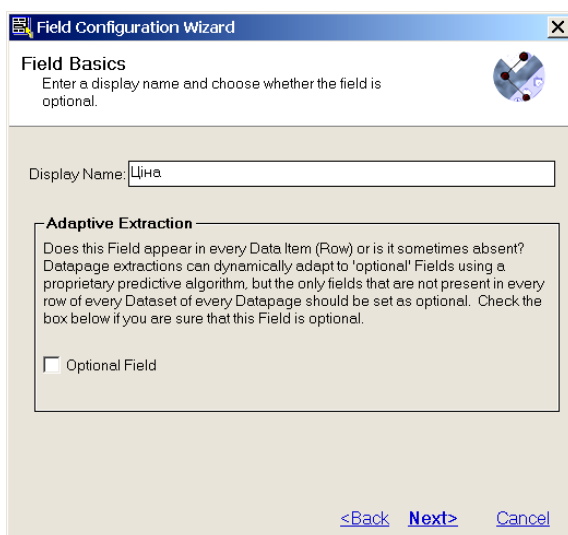 Field Configuration Wizard
Field Basics
Enter a display name and choose whether the field is
optional.
Display Name: Ціна
Adaptive Extraction
Does this Field appear in every Data Item (Row) or is it sometimes absent?
Datapage extractions can dynamically adapt to 'optional' Fields using a
proprietary predictive algorithm, but the only fields that are not present in every
row of every Dataset of every Datapage should be set as optional. Check the
box below if you are sure that this Field is optional.
Optional Field
<Back Next> Cancel